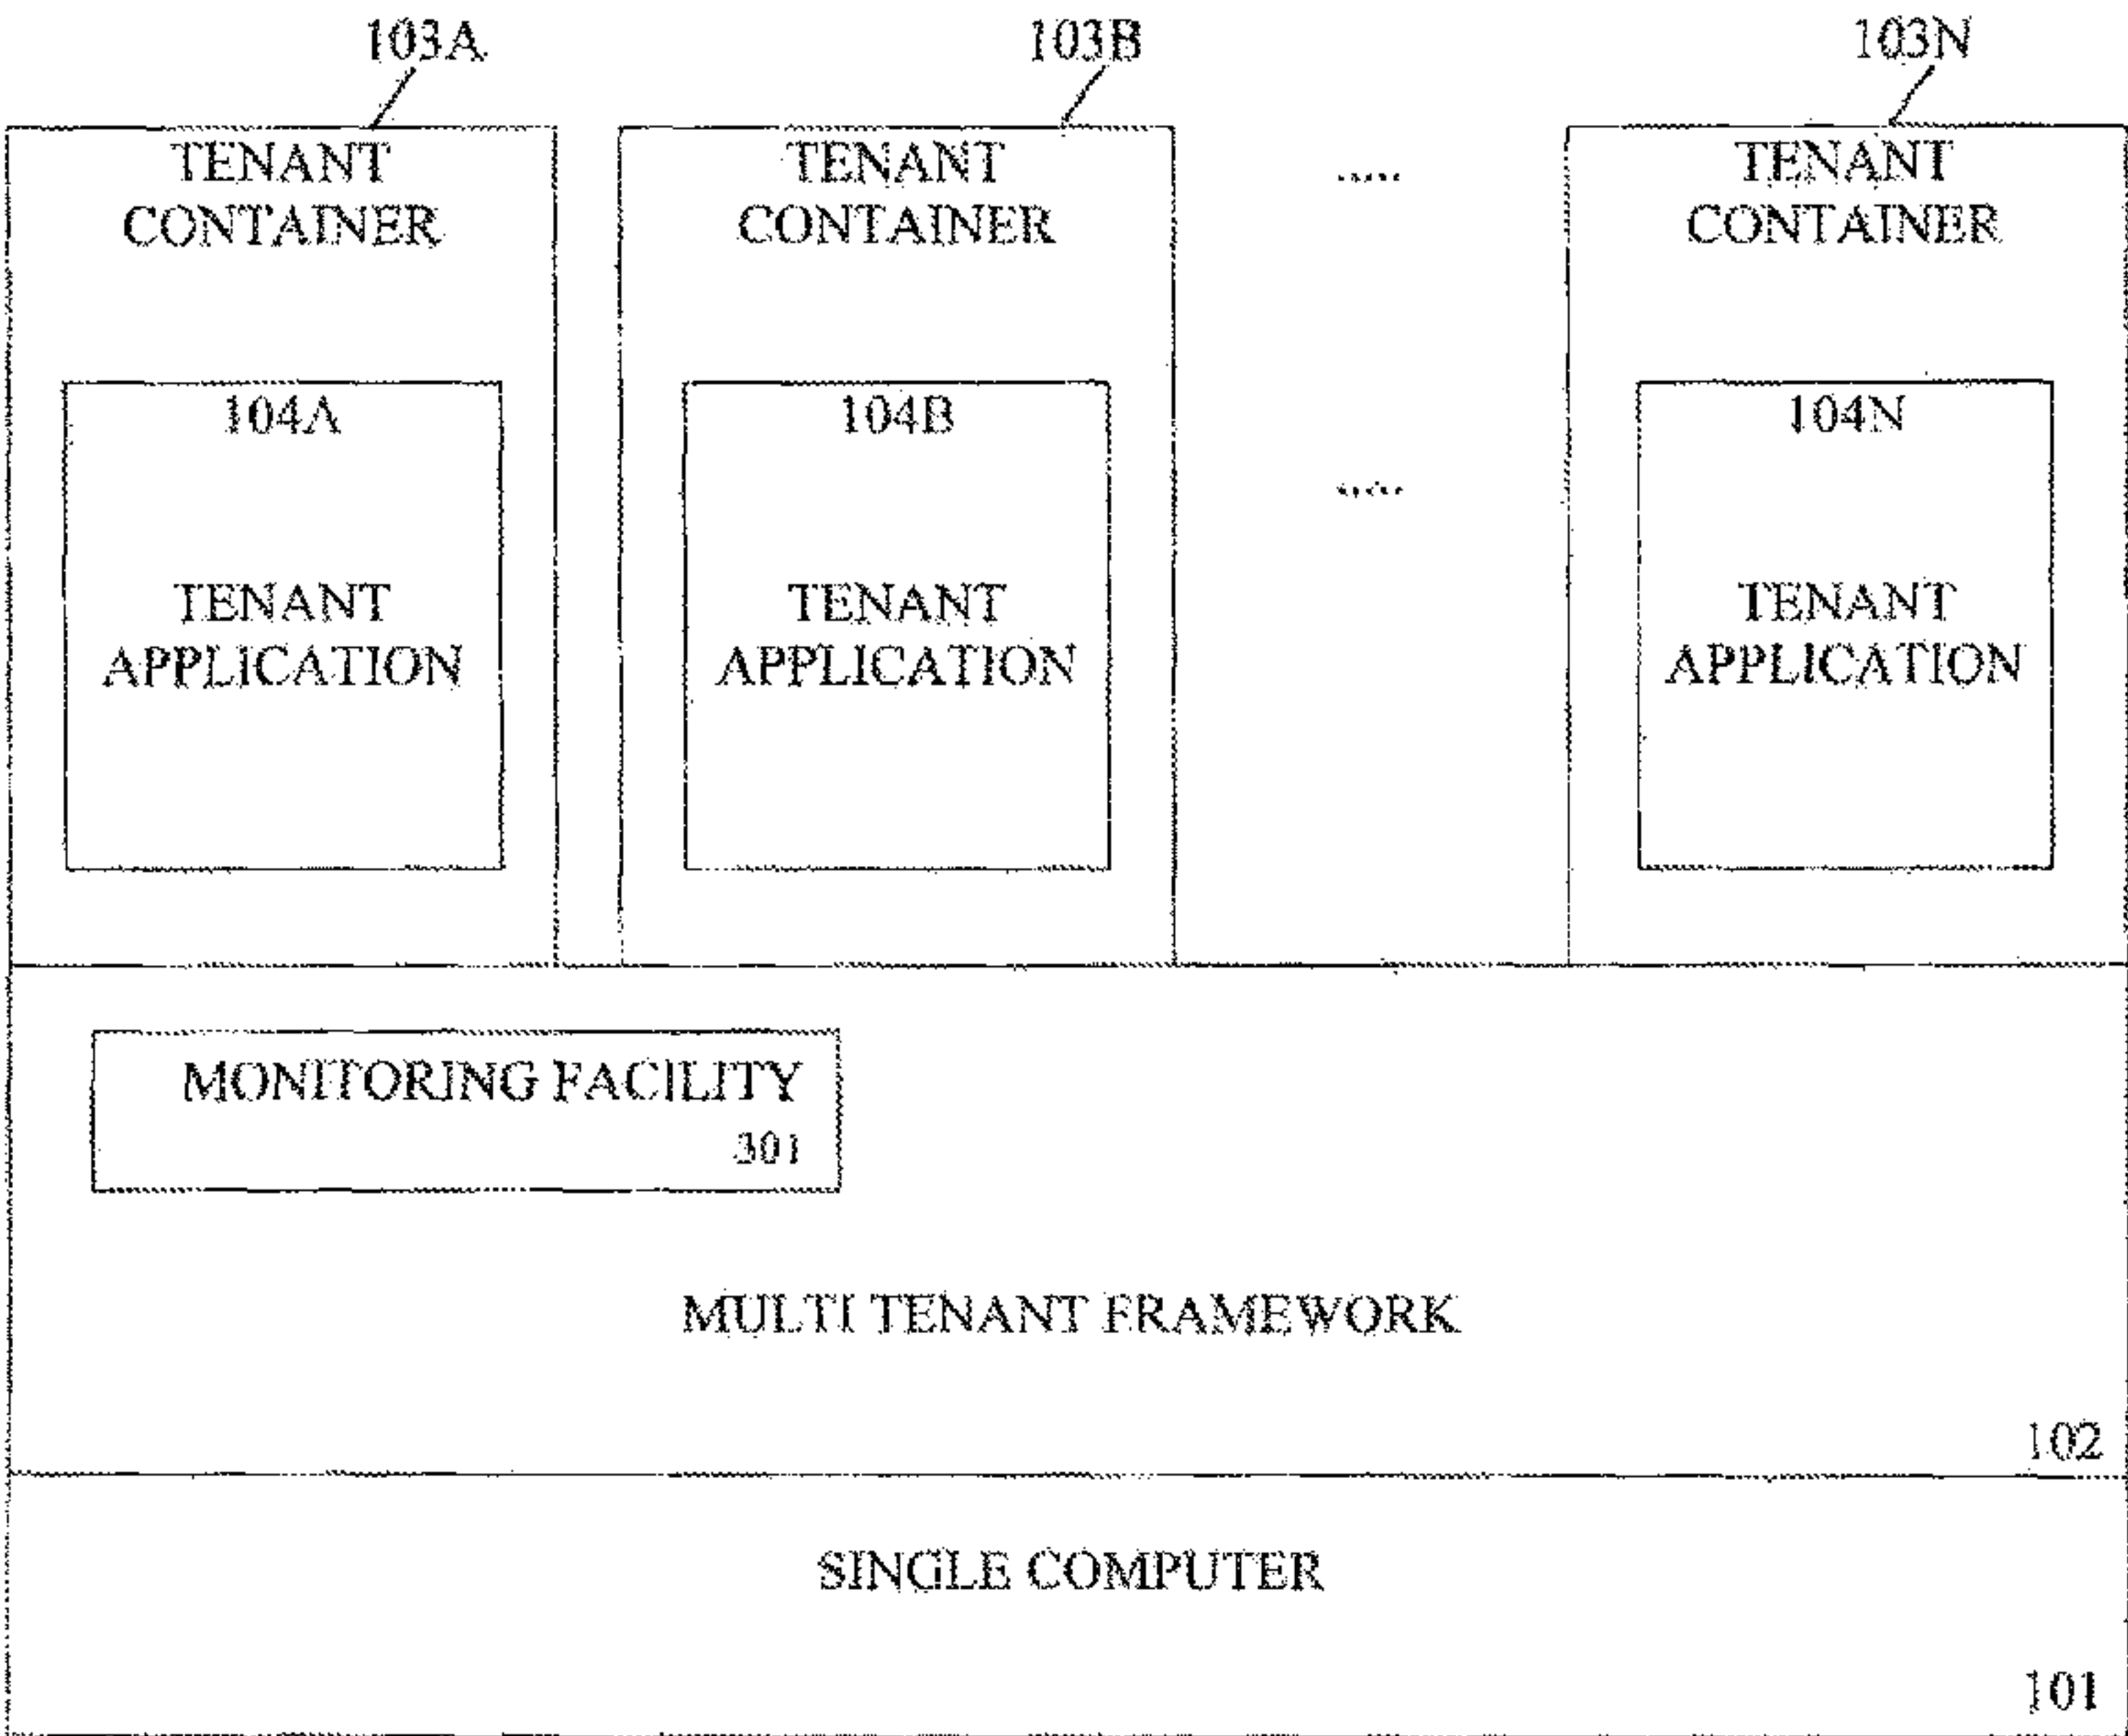 103A 103B 103N
TENANT TENANT TENANT
CONTAINER CONTAINER ..... CONTAINER
104A 104B 104N
.....
TENANT TENANT TENANT
APPLICATION APPLICATION APPLICATION
MONITORING FACILITY
301
MULTI TENANT FRAMEWORK
102
SINGLE COMPUTER
101